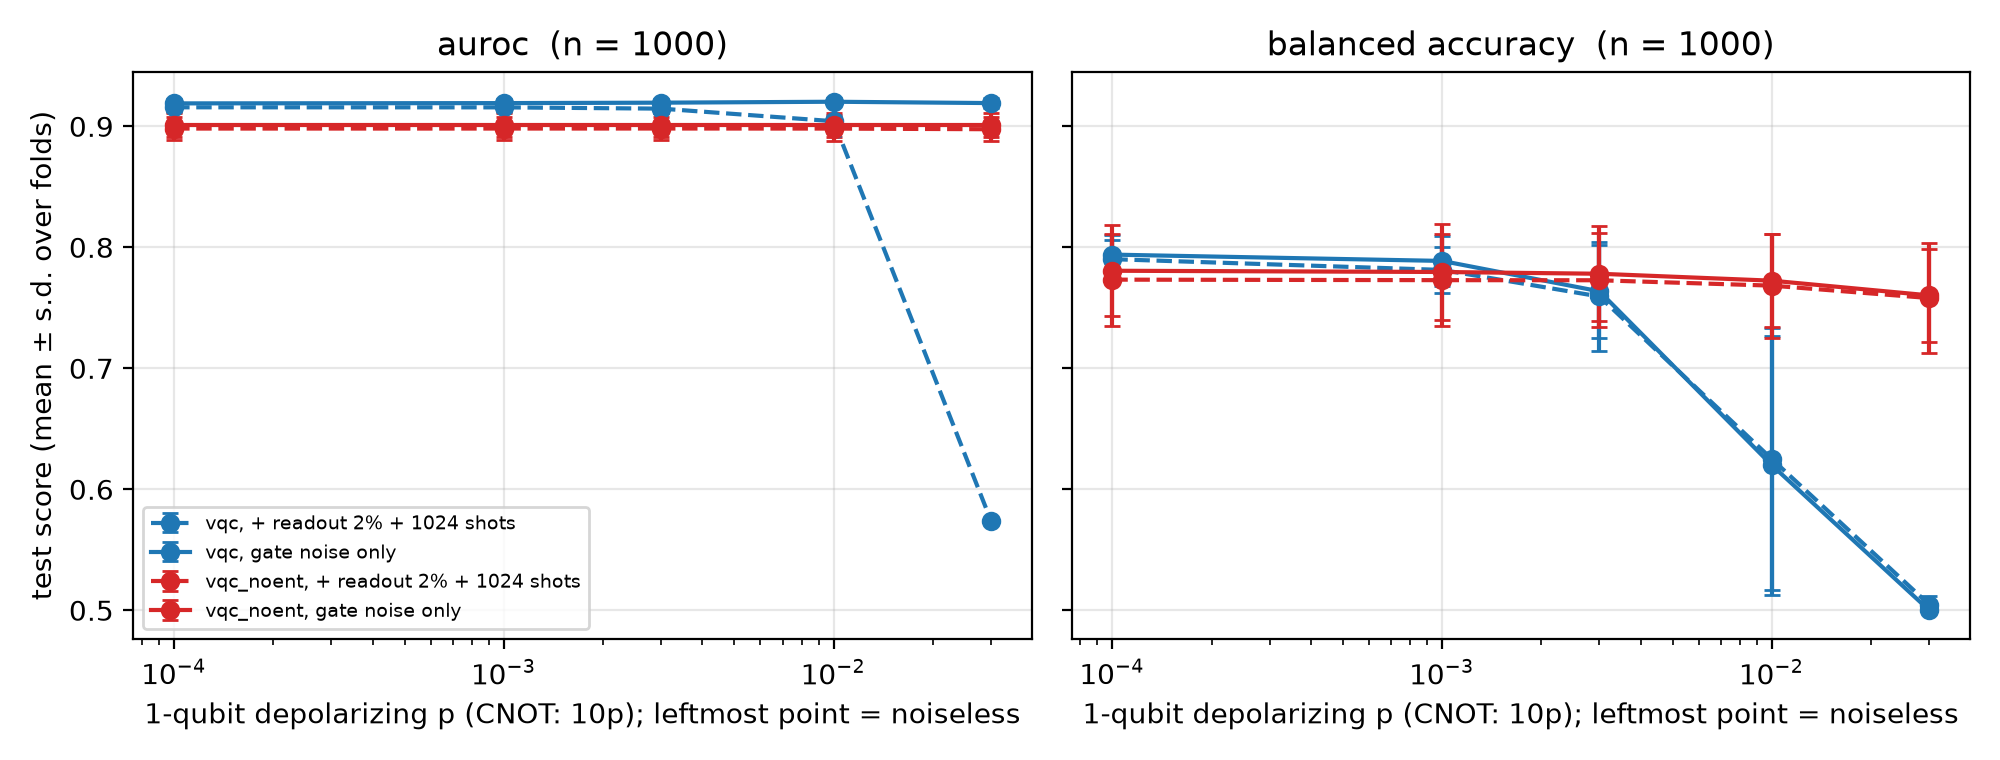 auroc  (n = 1000)
balanced accuracy  (n = 1000)
test score (mean ± s.d. over folds)
0.9
0.8
0.7
0.6
0.5
vqc, + readout 2% + 1024 shots
vqc, gate noise only
vqc_noent, + readout 2% + 1024 shots
vqc_noent, gate noise only
10⁻⁴ 10⁻³ 10⁻²
10⁻⁴ 10⁻³ 10⁻²
1-qubit depolarizing p (CNOT: 10p); leftmost point = noiseless
1-qubit depolarizing p (CNOT: 10p); leftmost point = noiseless